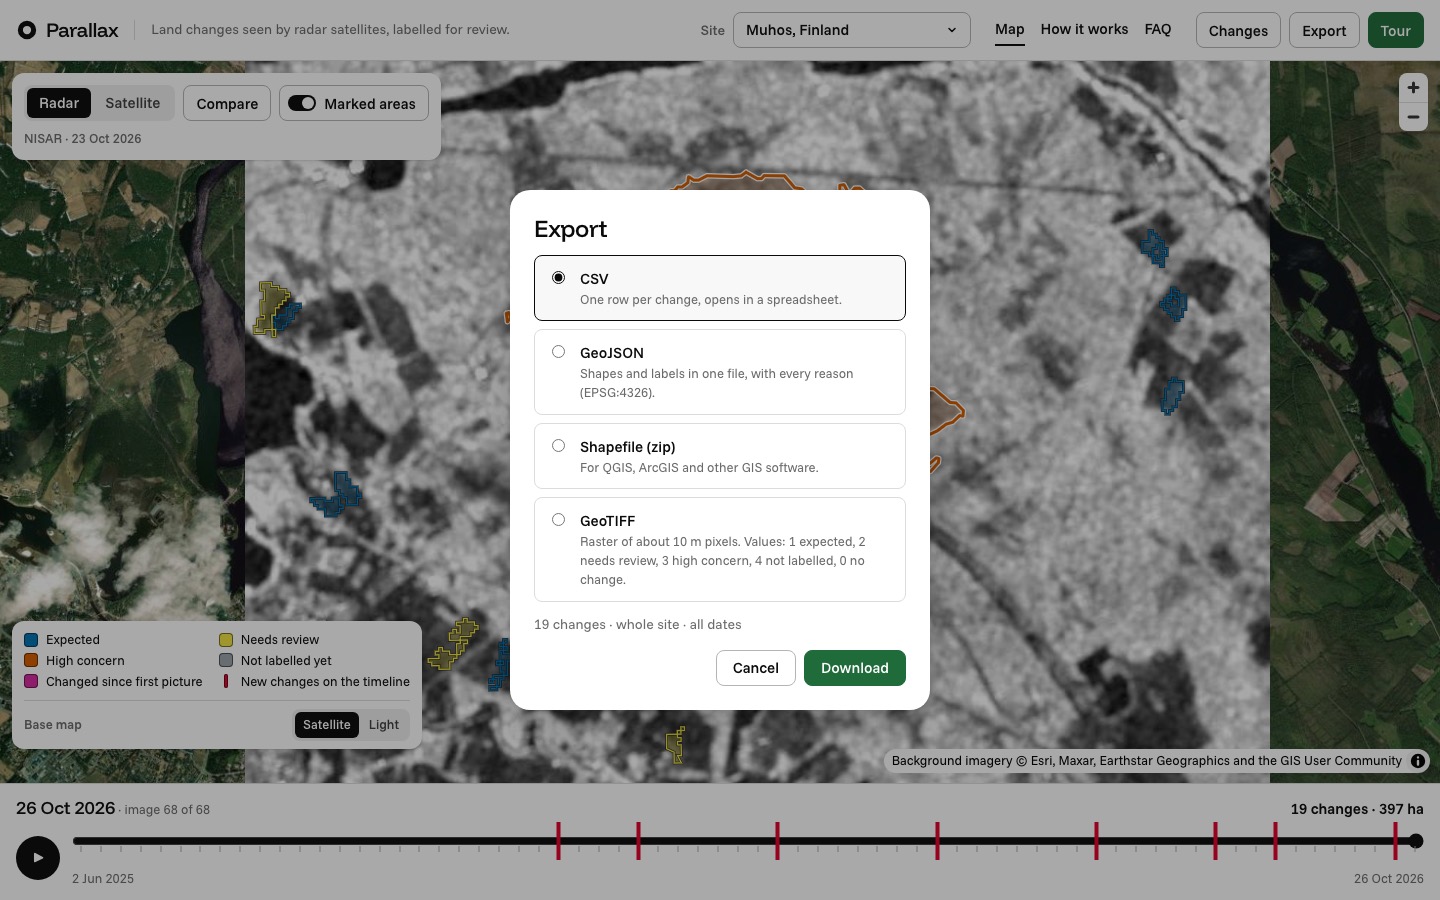 Parallax
Land changes seen by radar satellites, labelled for review.
Site
Muhos, Finland
Map
How it works
FAQ
Changes
Export
Tour
Radar
Satellite
Compare
Marked areas
NISAR · 23 Oct 2026
+
−
Export
CSV
One row per change, opens in a spreadsheet.
GeoJSON
Shapes and labels in one file, with every reason
(EPSG:4326).
Shapefile (zip)
For QGIS, ArcGIS and other GIS software.
GeoTIFF
Raster of about 10 m pixels. Values: 1 expected, 2
needs review, 3 high concern, 4 not labelled, 0 no
change.
19 changes · whole site · all dates
Cancel
Download
Expected
Needs review
High concern
Not labelled yet
Changed since first picture
New changes on the timeline
Base map
Satellite
Light
Background imagery © Esri, Maxar, Earthstar Geographics and the GIS User Community
26 Oct 2026 · image 68 of 68
19 changes · 397 ha
2 Jun 2025
26 Oct 2026